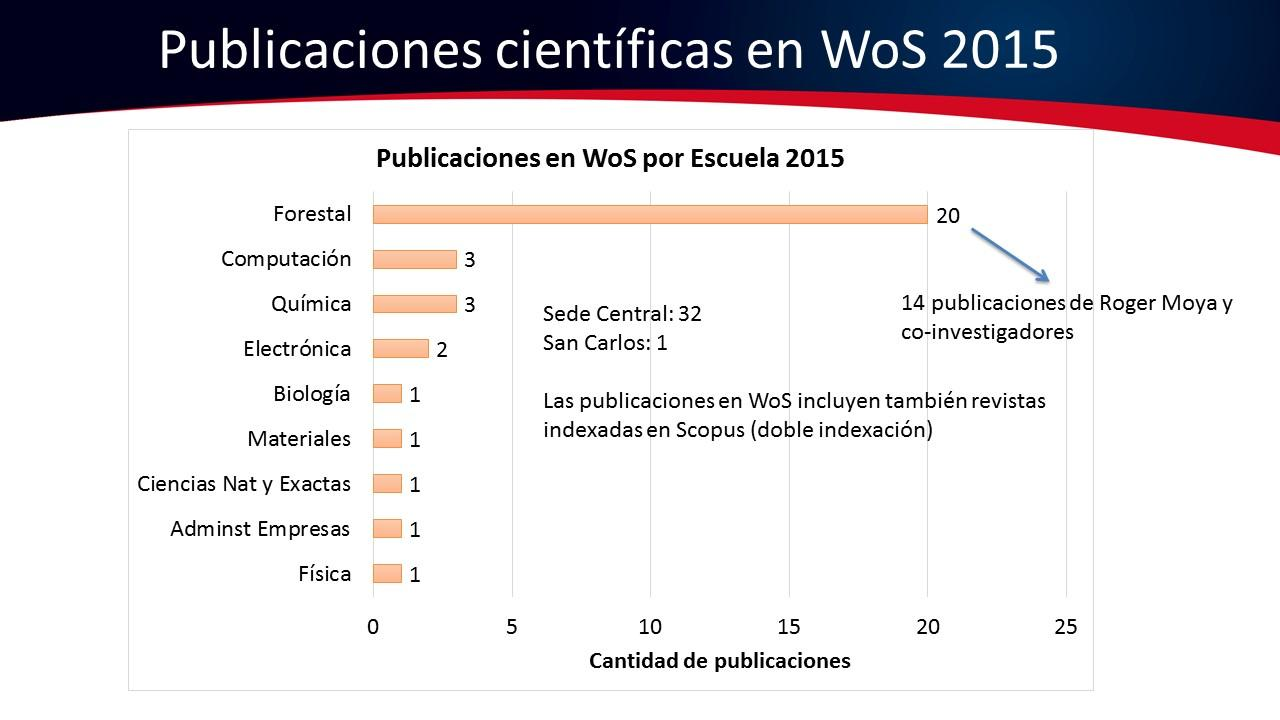 Publicaciones científicas en WoS 2015
Publicaciones en WoS por Escuela 2015
Forestal
20
Computación
3
Química
3
Electrónica
2
Biología
1
Materiales
1
Ciencias Nat y Exactas
1
Adminst Empresas
1
Física
1
14 publicaciones de Roger Moya y
co-investigadores
Sede Central: 32
San Carlos: 1
Las publicaciones en WoS incluyen también revistas
indexadas en Scopus (doble indexación)
0 5 10 15 20 25
Cantidad de publicaciones